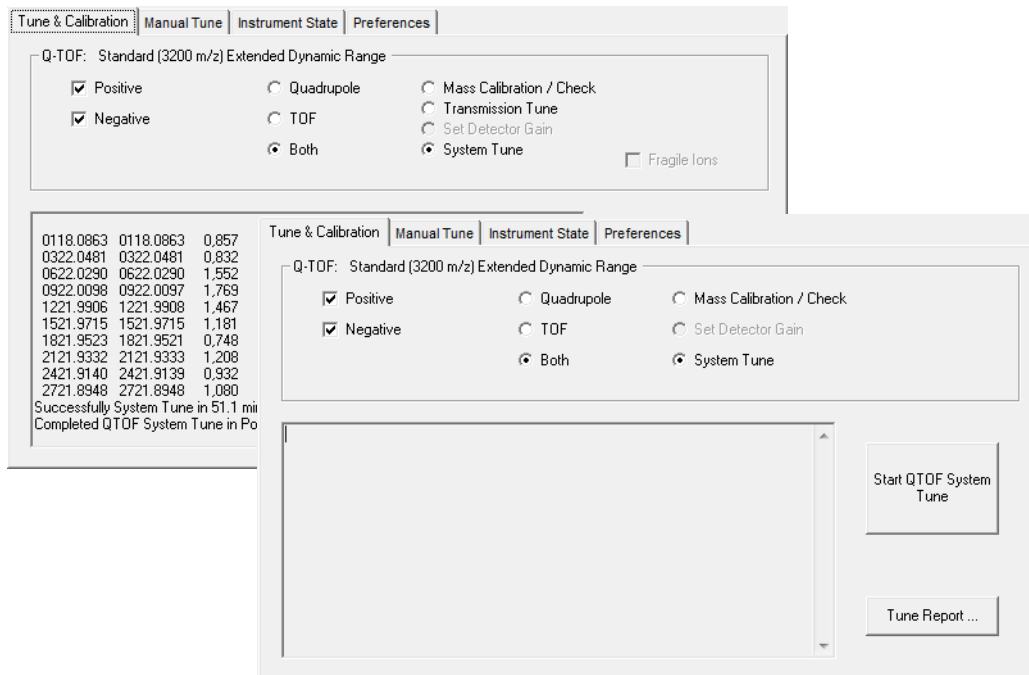 Tune & Calibration Manual Tune Instrument State Preferences
Q-TOF: Standard (3200 m/z) Extended Dynamic Range
Positive Quadrupole Mass Calibration / Check
Transmission Tune
Negative TOF Set Detector Gain
Both System Tune Fragile Ions
0118.0863 0118.0863 0,857
0322.0481 0322.0481 0,832
0622.0290 0622.0290 1,552
0922.0098 0922.0097 1,769
1221.9906 1221.9908 1,467
1521.9715 1521.9715 1,181
1821.9523 1821.9521 0,748
2121.9332 2121.9333 1,208
2421.9140 2421.9139 0,932
2721.8948 2721.8948 1,080
Successfully System Tune in 51.1 mi
Completed QTOF System Tune in Po
Tune & Calibration Manual Tune Instrument State Preferences
Q-TOF: Standard (3200 m/z) Extended Dynamic Range
Positive Quadrupole Mass Calibration / Check
Negative TOF Set Detector Gain
Both System Tune
Start QTOF System
Tune
Tune Report ...